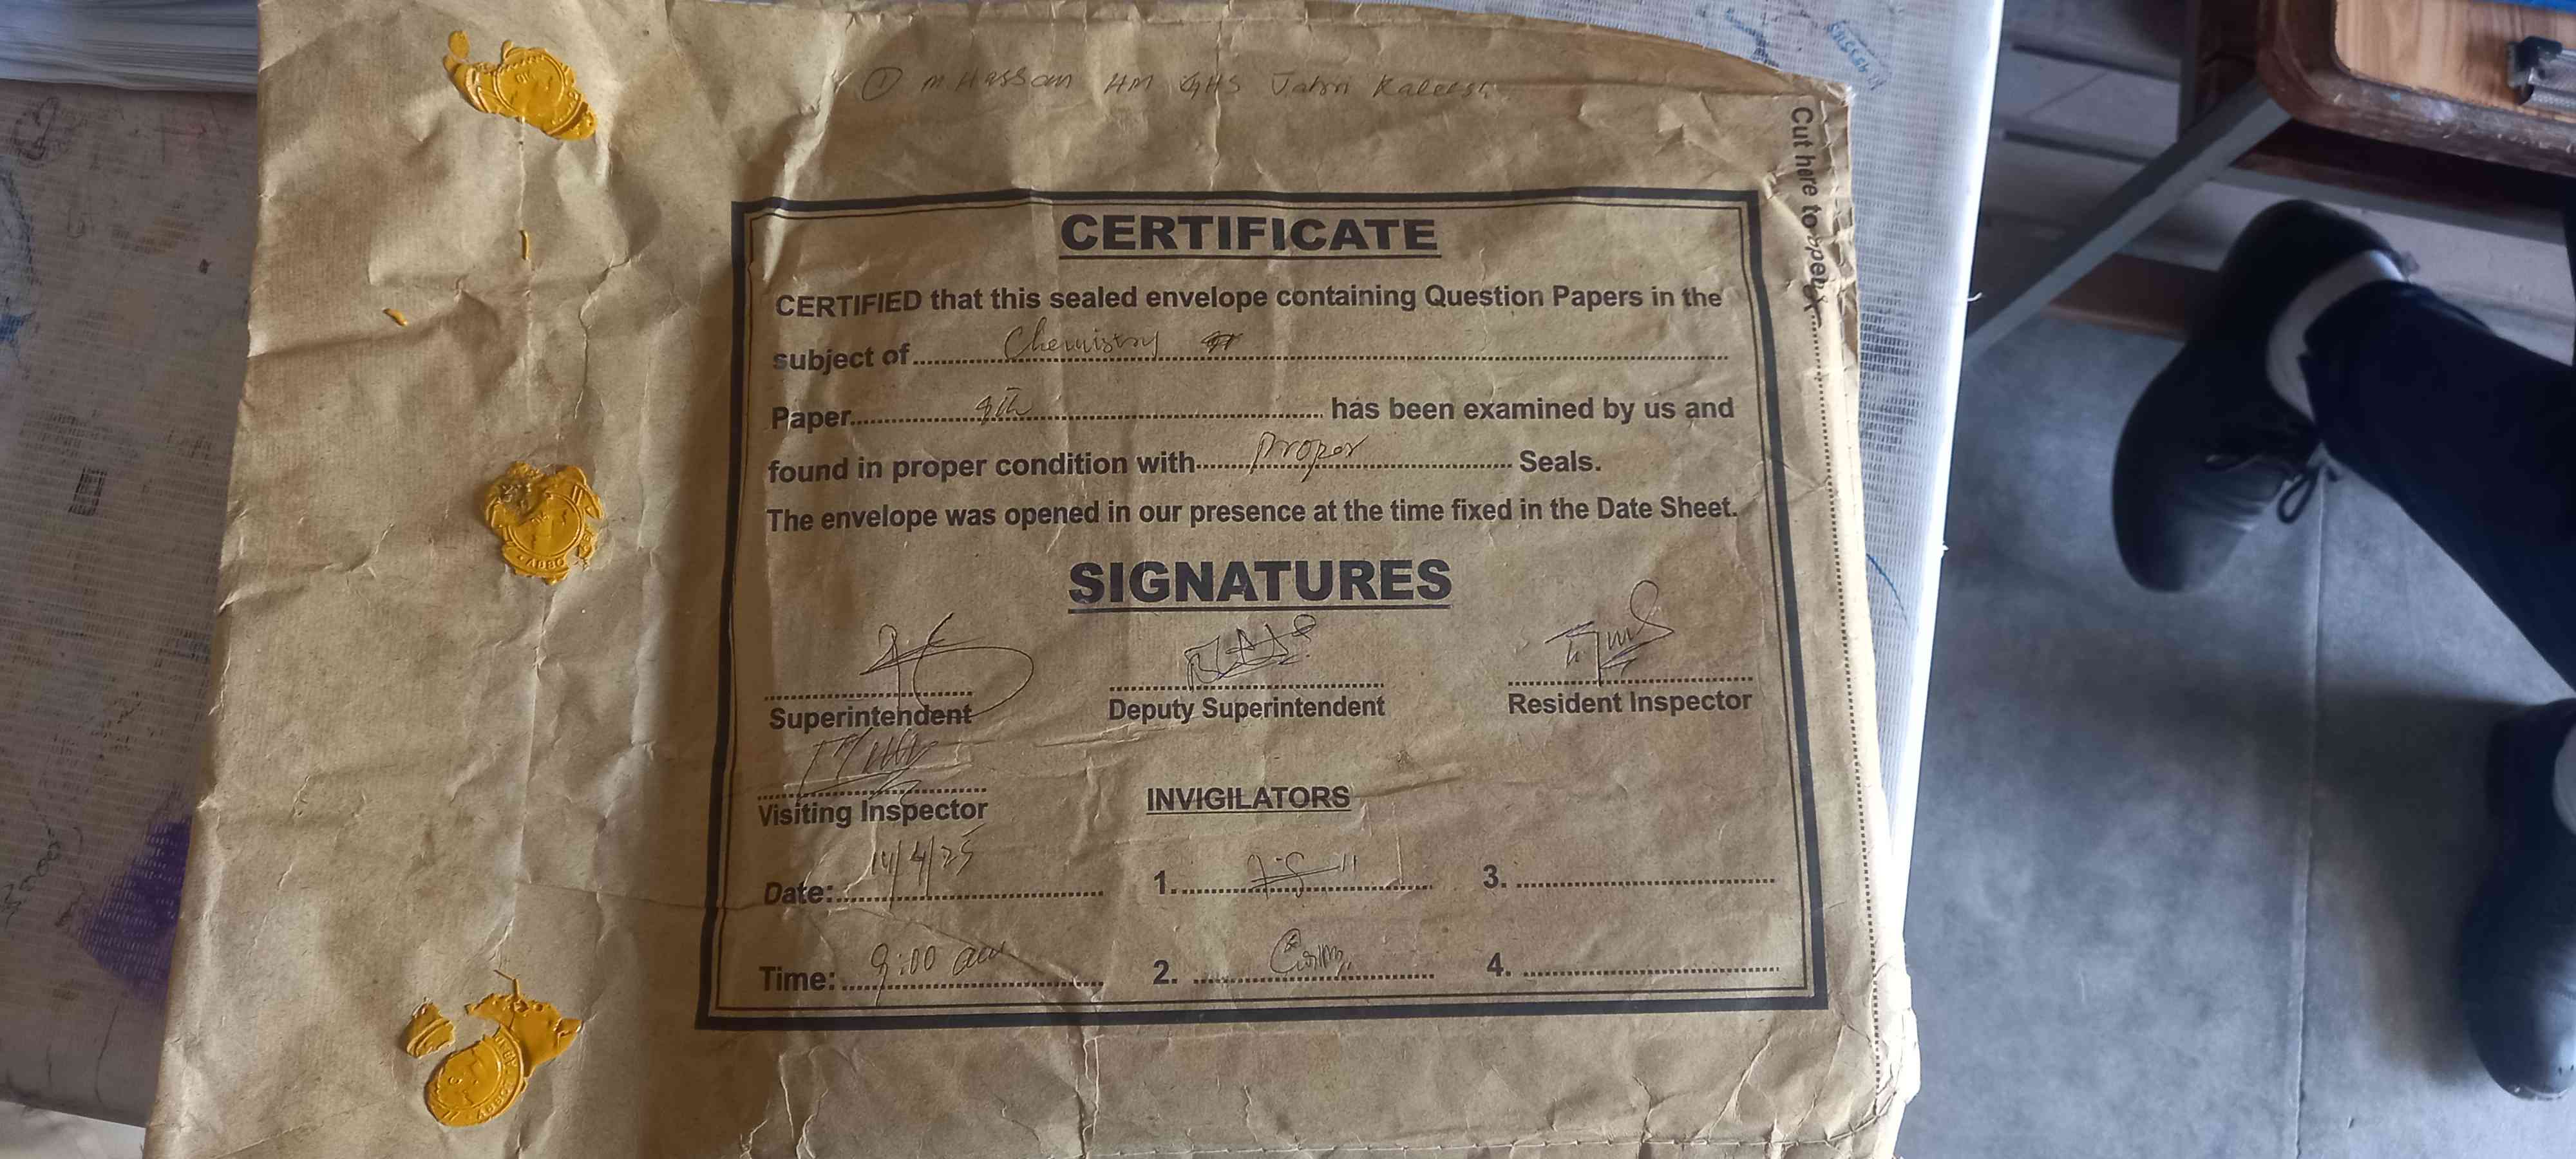 ① M Hassan HM GHS Jabri Kaleesh
Cut here to open
CERTIFICATE
CERTIFIED that this sealed envelope containing Question Papers in the
subject of Chemistry
Paper 9th has been examined by us and
found in proper condition with Proper Seals.
The envelope was opened in our presence at the time fixed in the Date Sheet.
SIGNATURES
Superintendent Deputy Superintendent Resident Inspector
Visiting Inspector INVIGILATORS
Date: 14/4/25 1. 3.
Time: 9:00 am 2. 4.